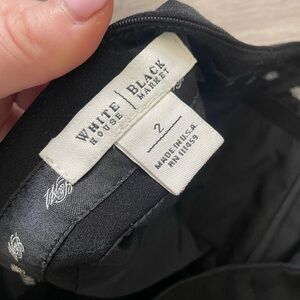 WHITE | BLACK
HOUSE | MARKET
2
MADE IN U.S.A.
RN 111459